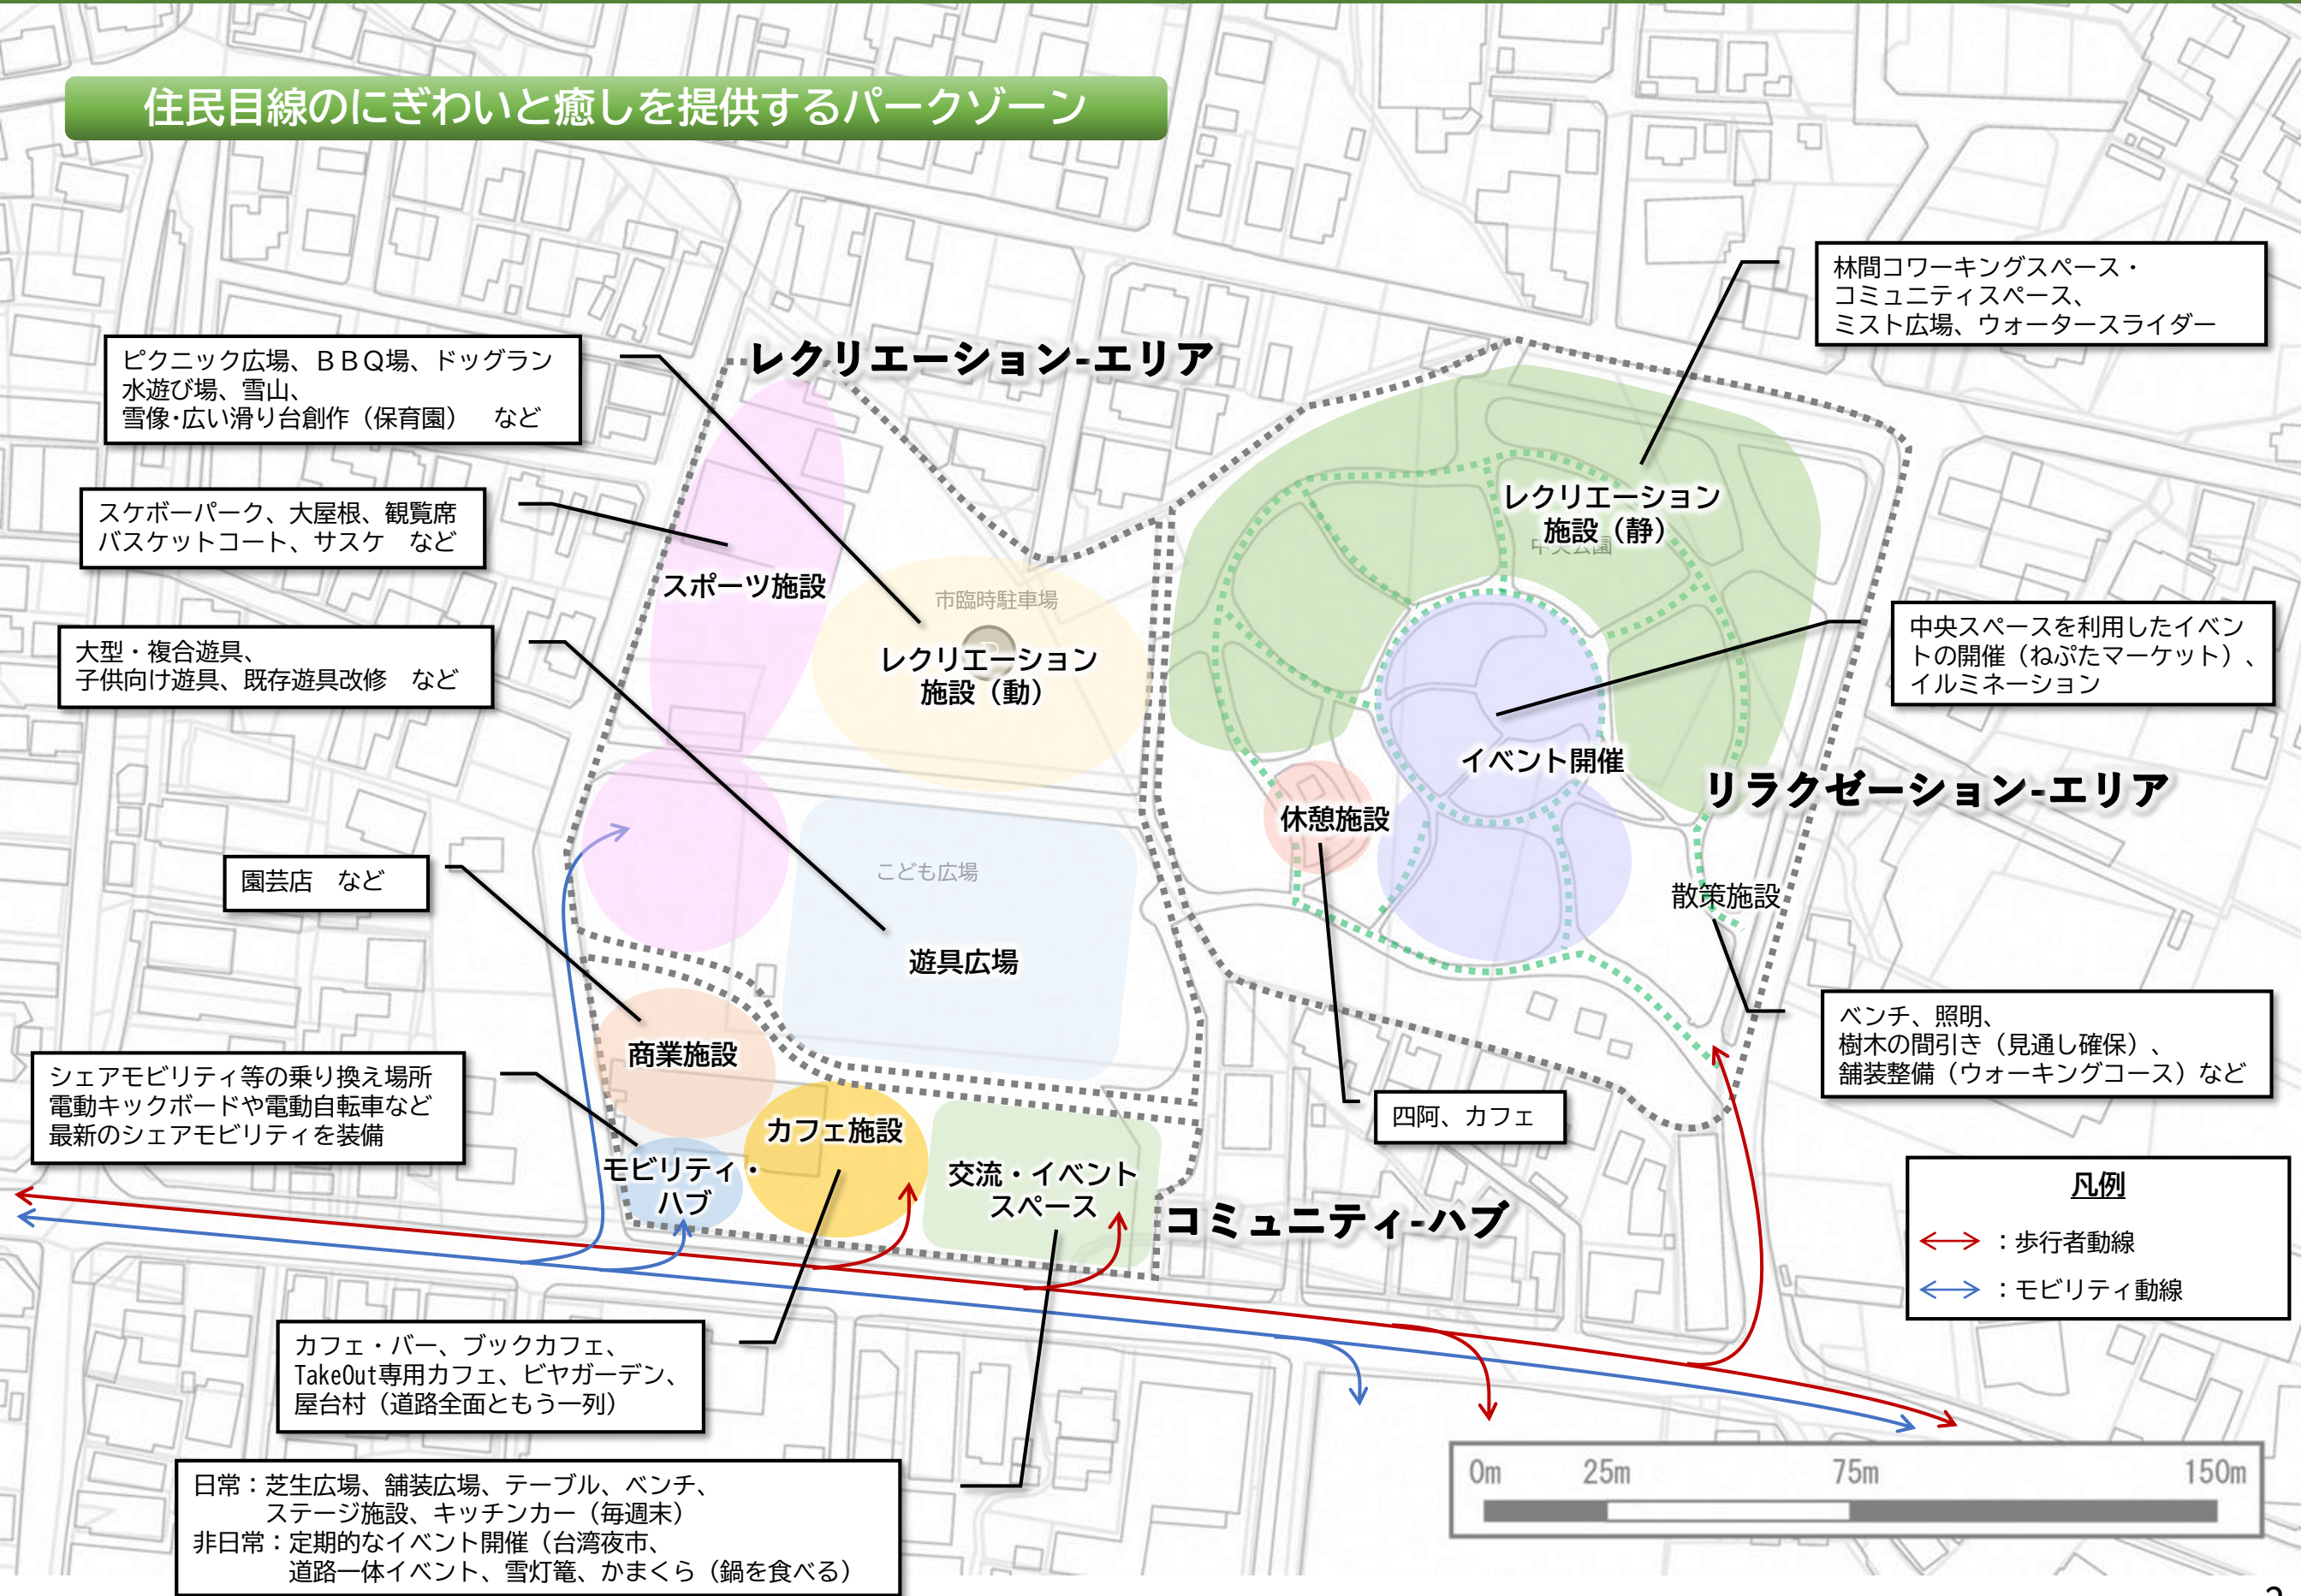 住民目線のにぎわいと癒しを提供するパークゾーン
林間コワーキングスペース・
コミュニティスペース、
ミスト広場、ウォータースライダー
レクリエーション-エリア
ピクニック広場、ＢＢＱ場、ドッグラン
水遊び場、雪山、
雪像･広い滑り台創作（保育園）　など
スケボーパーク、大屋根、観覧席
バスケットコート、サスケ　など
レクリエーション
施設（静）
中央公園
スポーツ施設
市臨時駐車場
レクリエーション
施設（動）
大型・複合遊具、
子供向け遊具、既存遊具改修　など
中央スペースを利用したイベン
トの開催（ねぷたマーケット）、
イルミネーション
イベント開催
リラクゼーション-エリア
休憩施設
園芸店　など
こども広場
散策施設
遊具広場
ベンチ、照明、
樹木の間引き（見通し確保）、
舗装整備（ウォーキングコース）など
商業施設
シェアモビリティ等の乗り換え場所
電動キックボードや電動自転車など
最新のシェアモビリティを装備
カフェ施設
四阿、カフェ
モビリティ・
ハブ
交流・イベント
スペース
コミュニティ-ハブ
凡例
：歩行者動線
：モビリティ動線
カフェ・バー、ブックカフェ、
TakeOut専用カフェ、ビヤガーデン、
屋台村（道路全面ともう一列）
0m 25m 75m 150m
日常：芝生広場、舗装広場、テーブル、ベンチ、
ステージ施設、キッチンカー（毎週末）
非日常：定期的なイベント開催（台湾夜市、
道路一体イベント、雪灯篭、かまくら（鍋を食べる）